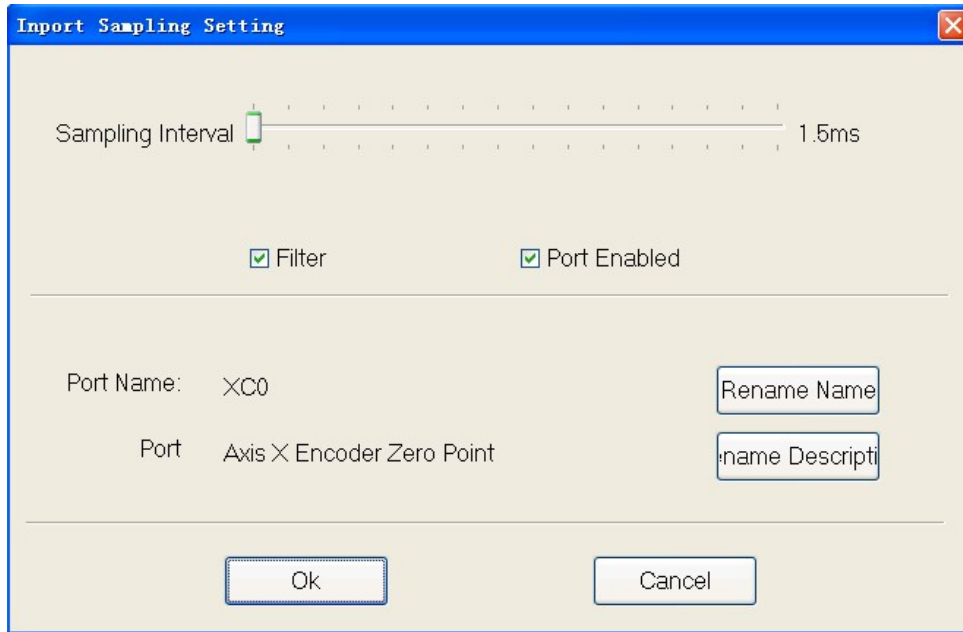 Inport Sampling Setting
Sampling Interval 1.5ms
Filter Port Enabled
Port Name: XC0 Rename Name
Port Axis X Encoder Zero Point name Descripti
Ok Cancel